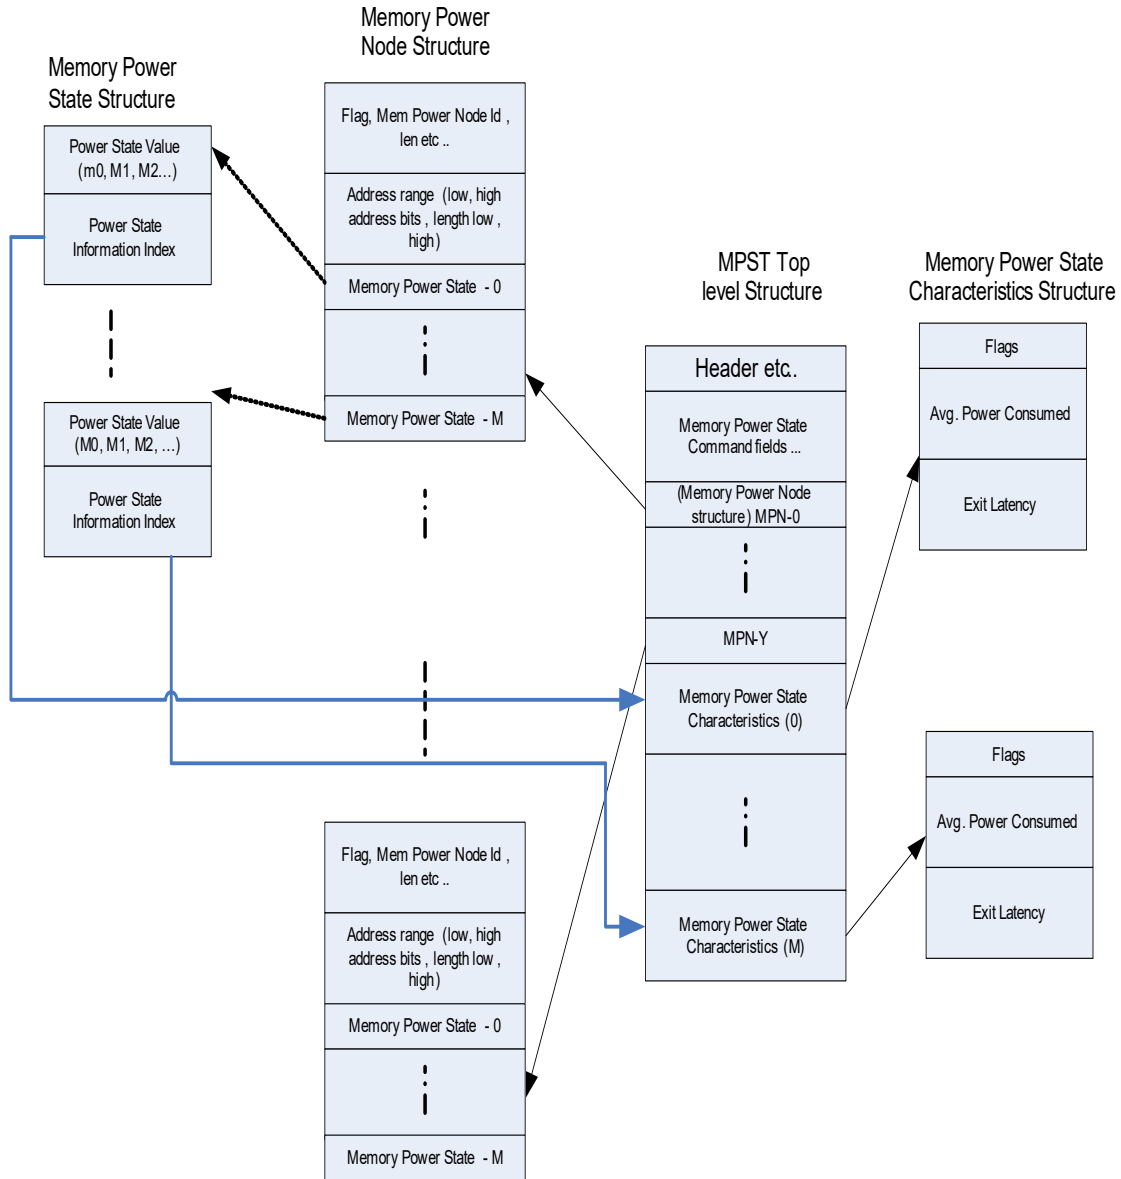 Memory Power
State Structure
Power State Value
(m0, M1, M2...)
Power State
Information Index
Power State Value
(M0, M1, M2, ...)
Power State
Information Index
Memory Power
Node Structure
Flag, Mem Power Node Id ,
len etc ..
Address range (low, high
address bits , length low ,
high)
Memory Power State - 0
Memory Power State - M
Flag, Mem Power Node Id ,
len etc ..
Address range (low, high
address bits , length low ,
high)
Memory Power State - 0
Memory Power State - M
MPST Top
level Structure
Header etc..
Memory Power State
Command fields ...
(Memory Power Node
structure) MPN-0
MPN-Y
Memory Power State
Characteristics (0)
Memory Power State
Characteristics (M)
Memory Power State
Characteristics Structure
Flags
Avg. Power Consumed
Exit Latency
Flags
Avg. Power Consumed
Exit Latency